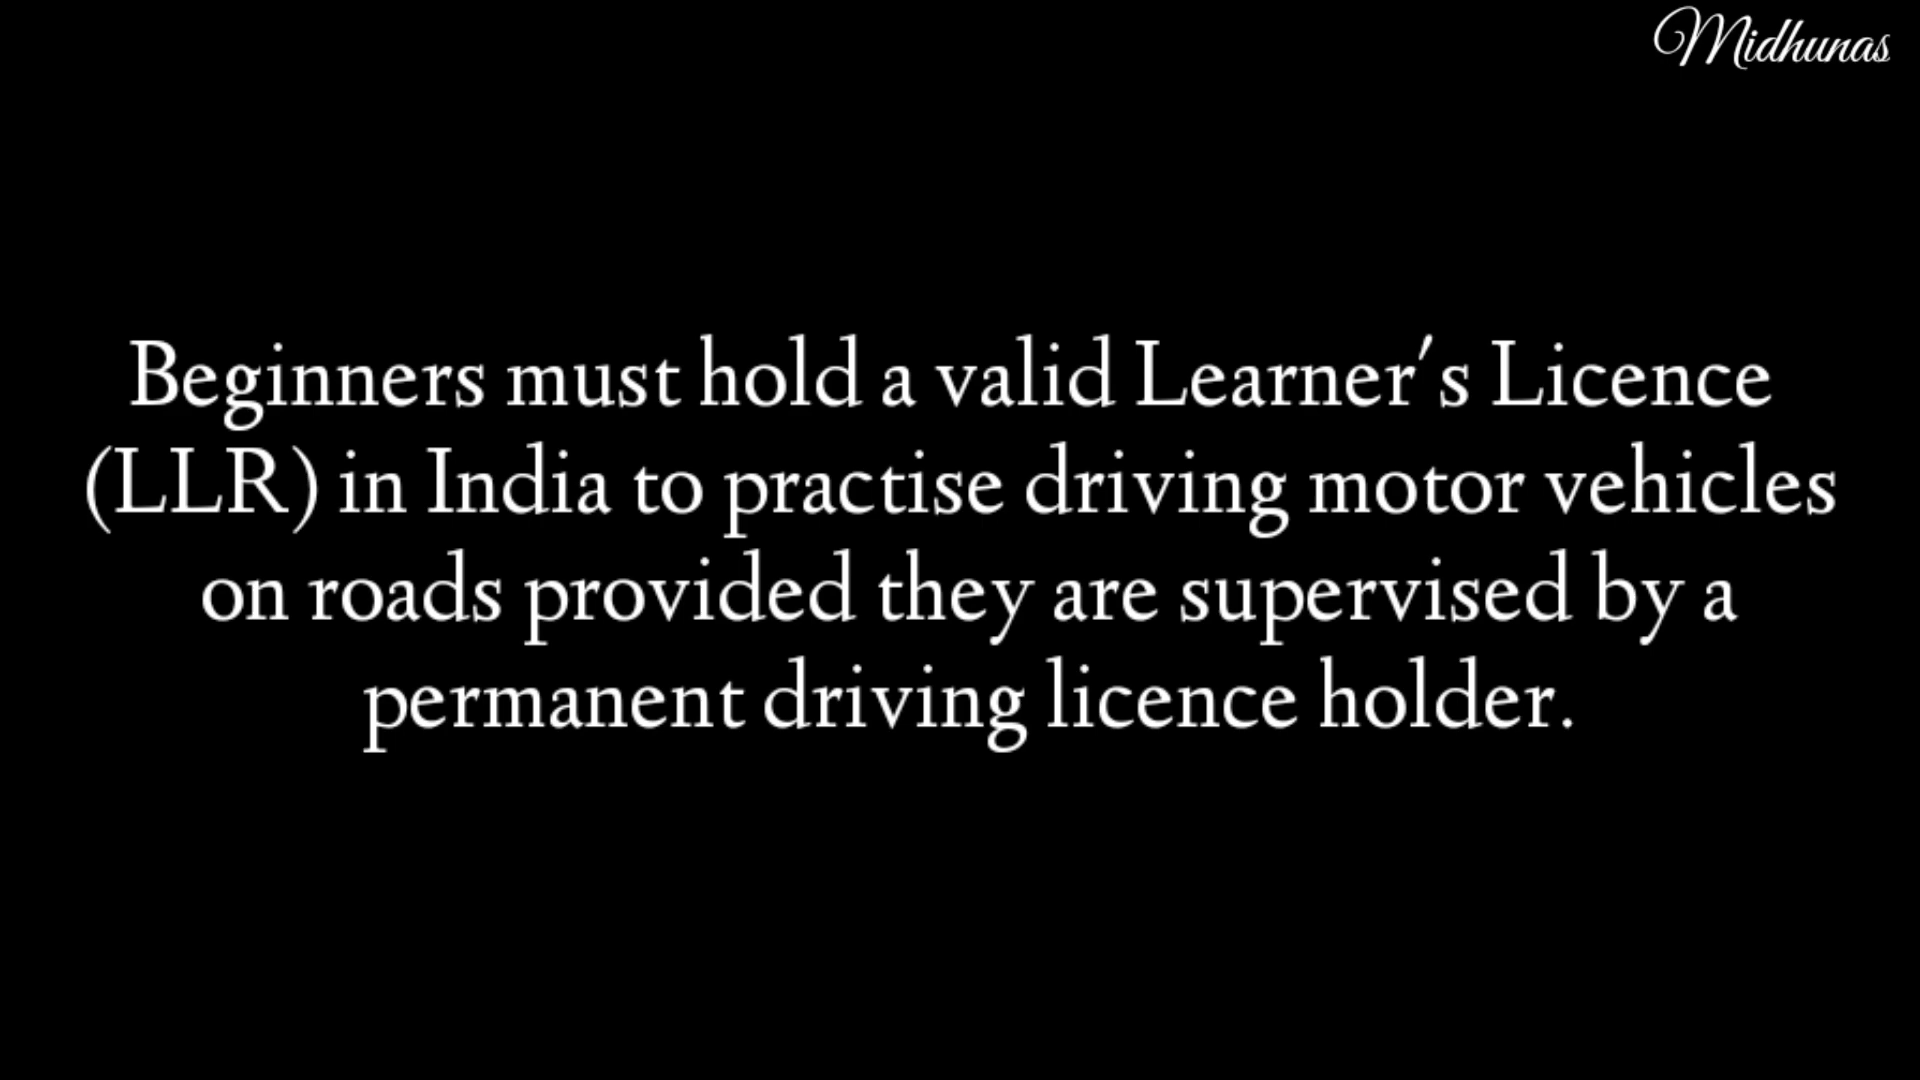 Midhunas
Beginners must hold a valid Learner's Licence
(LLR) in India to practise driving motor vehicles
on roads provided they are supervised by a
permanent driving licence holder.